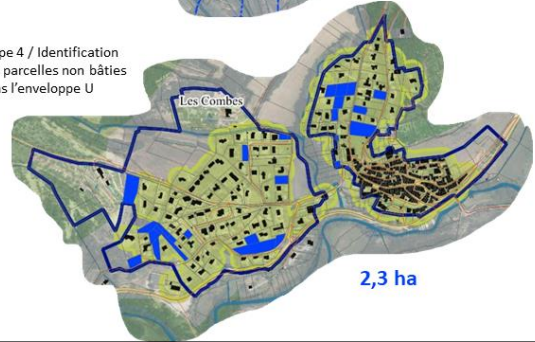 pe 4 / Identification
parcelles non bâties
s l'enveloppe U
Les Combes
2,3 ha